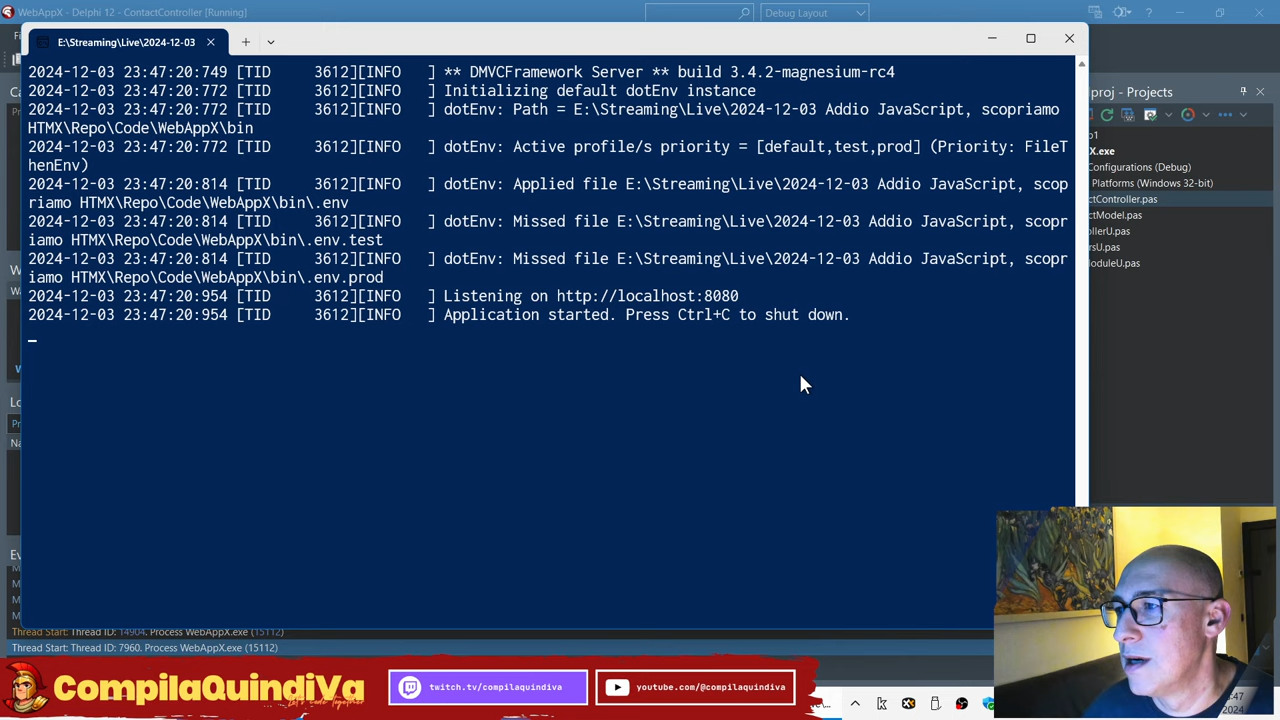 WebAppX - Delphi 12 - ContactController [Running]
Debug Layout
E:\Streaming\Live\2024-12-03
2024-12-03 23:47:20:749 [TID      3612][INFO   ] ** DMVCFramework Server ** build 3.4.2-magnesium-rc4
2024-12-03 23:47:20:772 [TID      3612][INFO   ] Initializing default dotEnv instance
2024-12-03 23:47:20:772 [TID      3612][INFO   ] dotEnv: Path = E:\Streaming\Live\2024-12-03 Addio JavaScript, scopriamo
HTMX\Repo\Code\WebAppX\bin
2024-12-03 23:47:20:772 [TID      3612][INFO   ] dotEnv: Active profile/s priority = [default,test,prod] (Priority: FileT
henEnv)
2024-12-03 23:47:20:814 [TID      3612][INFO   ] dotEnv: Applied file E:\Streaming\Live\2024-12-03 Addio JavaScript, scop
riamo HTMX\Repo\Code\WebAppX\bin\.env
2024-12-03 23:47:20:814 [TID      3612][INFO   ] dotEnv: Missed file E:\Streaming\Live\2024-12-03 Addio JavaScript, scopr
iamo HTMX\Repo\Code\WebAppX\bin\.env.test
2024-12-03 23:47:20:814 [TID      3612][INFO   ] dotEnv: Missed file E:\Streaming\Live\2024-12-03 Addio JavaScript, scopr
iamo HTMX\Repo\Code\WebAppX\bin\.env.prod
2024-12-03 23:47:20:954 [TID      3612][INFO   ] Listening on http://localhost:8080
2024-12-03 23:47:20:954 [TID      3612][INFO   ] Application started. Press Ctrl+C to shut down.
proj - Projects
X.exe
Configurations (Debug)
Platforms (Windows 32-bit)
ctController.pas
ctModel.pas
ollerU.pas
rsU.pas
oduleU.pas
Thread Start: Thread ID: 14904. Process WebAppX.exe (15112)
Thread Start: Thread ID: 7960. Process WebAppX.exe (15112)
CompilaQuindiVa
Let's Code Together
twitch.tv/compilaquindiva
youtube.com/@compilaquindiva